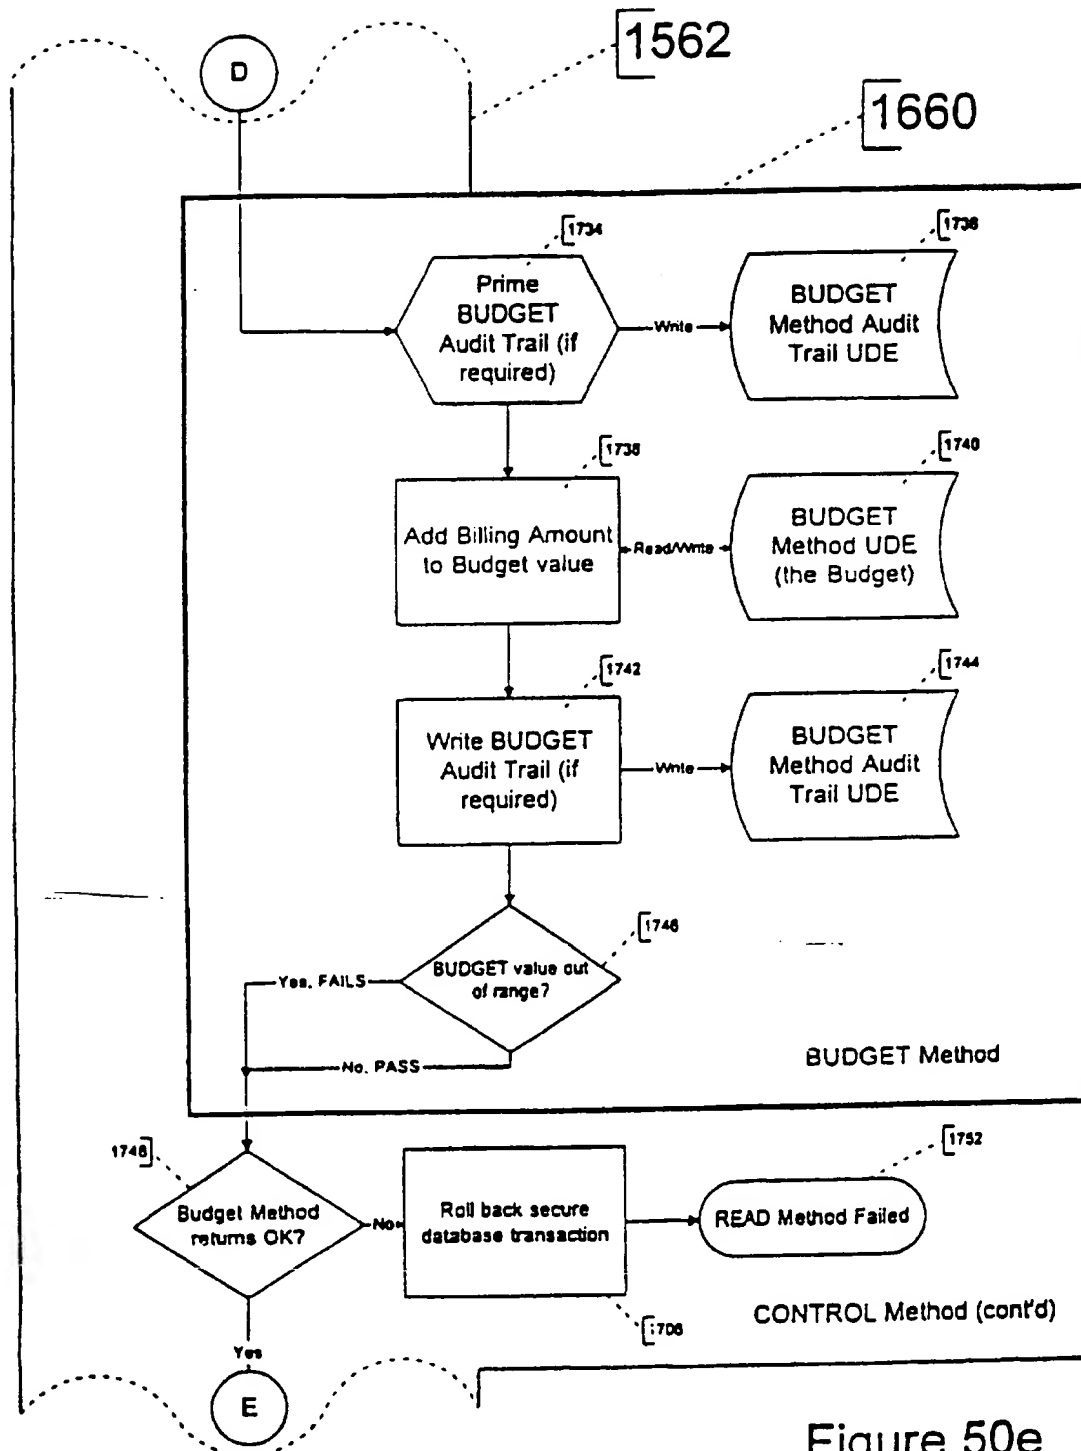 D
1562
1660
1734
1736
Prime
BUDGET
Audit Trail (if
required)
Write
BUDGET
Method Audit
Trail UDE
1738
1740
Add Billing Amount
to Budget value
Read/Write
BUDGET
Method UDE
(the Budget)
1742
1744
Write BUDGET
Audit Trail (if
required)
Write
BUDGET
Method Audit
Trail UDE
1746
BUDGET value out
of range?
Yes, FAILS
No, PASS
BUDGET Method
1748
1752
Budget Method
returns OK?
No
Roll back secure
database transaction
READ Method Failed
1706
CONTROL Method (cont'd)
Yes
E
Figure 50e